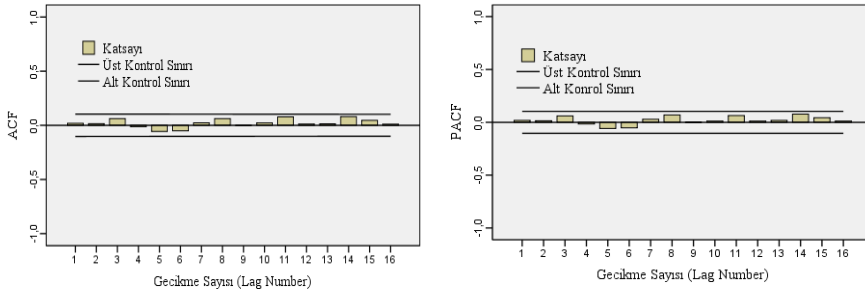 1,0
0,5
0,0
-0,5
-1,0
ACF
Katsayı
Üst Kontrol Sınırı
Alt Kontrol Sınırı
1 2 3 4 5 6 7 8 9 10 11 12 13 14 15 16
Gecikme Sayısı (Lag Number)
1,0
0,5
0,0
-0,5
-1,0
PACF
Katsayı
Üst Kontrol Sınırı
Alt Konrol Sınırı
1 2 3 4 5 6 7 8 9 10 11 12 13 14 15 16
Gecikme Sayısı (Lag Number)